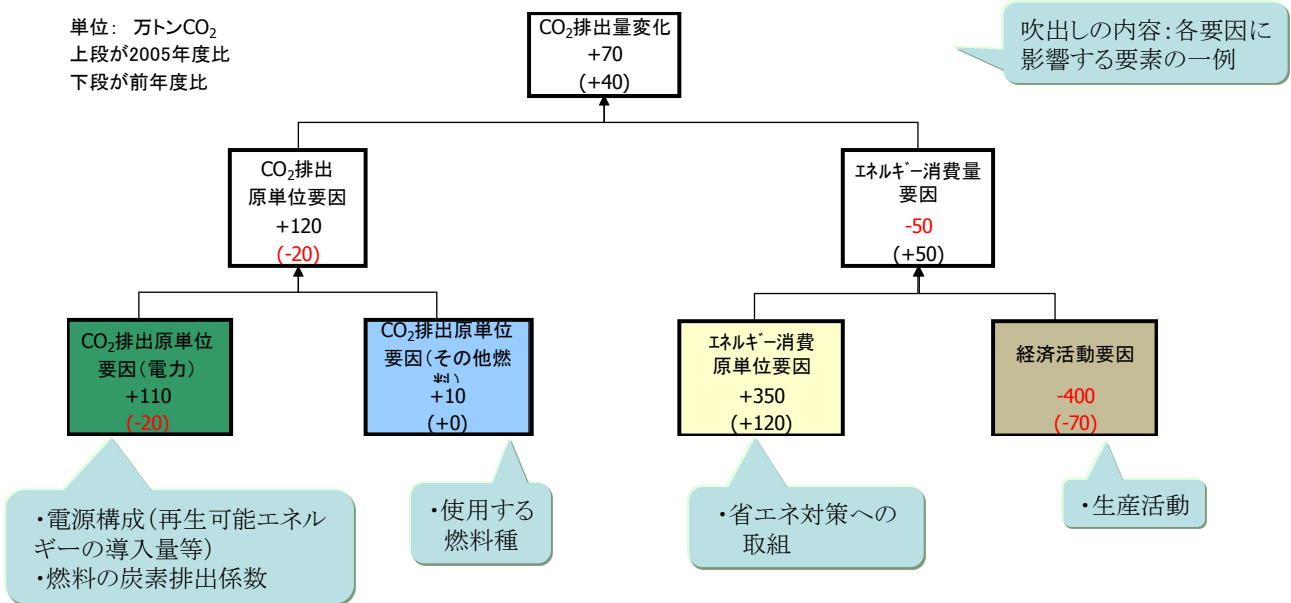 単位： 万トンCO₂
上段が2005年度比
下段が前年度比
CO₂排出量変化
+70
(+40)
吹出しの内容：各要因に
影響する要素の一例
CO₂排出
原単位要因
+120
(-20)
エネルギー消費量
要因
-50
(+50)
CO₂排出原単位
要因（電力）
+110
(-20)
CO₂排出原単位
要因（その他燃
料）
+10
(+0)
エネルギー消費
原単位要因
+350
(+120)
経済活動要因
-400
(-70)
・電源構成（再生可能エネル
ギーの導入量等）
・燃料の炭素排出係数
・使用する
燃料種
・省エネ対策への
取組
・生産活動